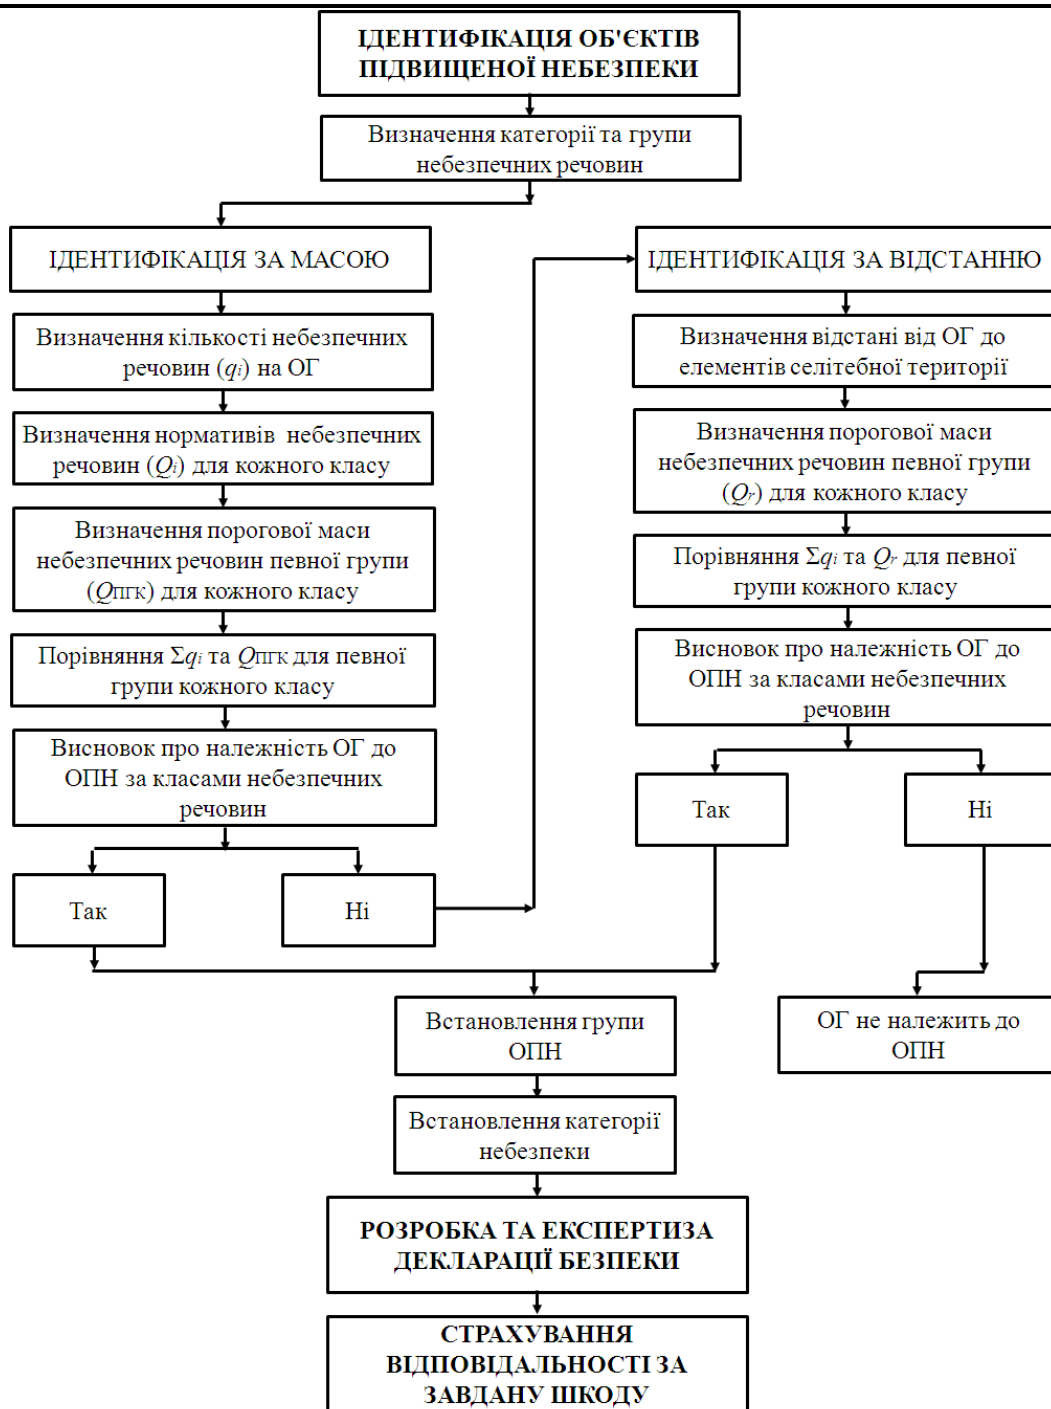 ІДЕНТИФІКАЦІЯ ОБ'ЄКТІВ
ПІДВИЩЕНОЇ НЕБЕЗПЕКИ
Визначення категорії та групи
небезпечних речовин
ІДЕНТИФІКАЦІЯ ЗА МАСОЮ
Визначення кількості небезпечних
речовин (qi) на ОГ
Визначення нормативів небезпечних
речовин (Qi) для кожного класу
Визначення порогової маси
небезпечних речовин певної групи
(QПГК) для кожного класу
Порівняння Σqi та QПГК для певної
групи кожного класу
Висновок про належність ОГ до
ОПН за класами небезпечних
речовин
Так
Ні
ІДЕНТИФІКАЦІЯ ЗА ВІДСТАННЮ
Визначення відстані від ОГ до
елементів селітебної території
Визначення порогової маси
небезпечних речовин певної групи
(Qr) для кожного класу
Порівняння Σqi та Qr для певної
групи кожного класу
Висновок про належність ОГ до
ОПН за класами небезпечних
речовин
Так
Ні
Встановлення групи
ОПН
ОГ не належить до
ОПН
Встановлення категорії
небезпеки
РОЗРОБКА ТА ЕКСПЕРТИЗА
ДЕКЛАРАЦІЇ БЕЗПЕКИ
СТРАХУВАННЯ
ВІДПОВІДАЛЬНОСТІ ЗА
ЗАВДАНУ ШКОДУ